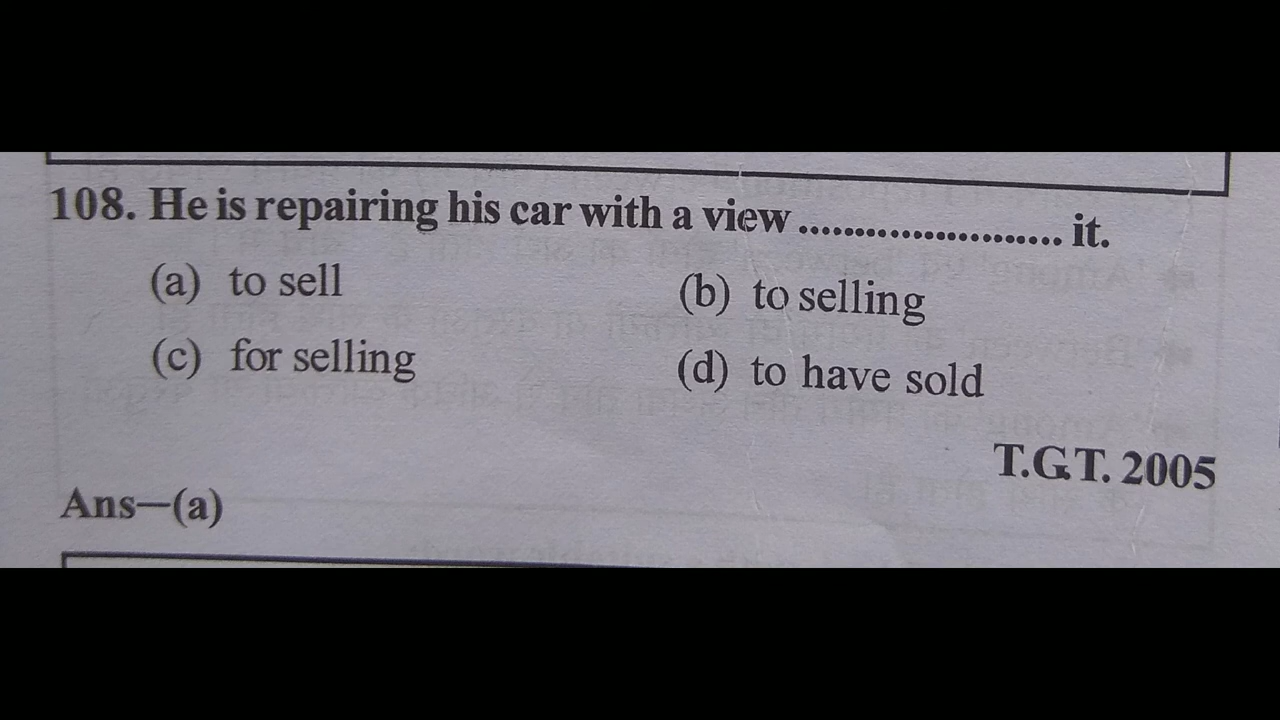 108. He is repairing his car with a view ........................ it.
(a) to sell (b) to selling
(c) for selling (d) to have sold
T.G.T. 2005
Ans—(a)